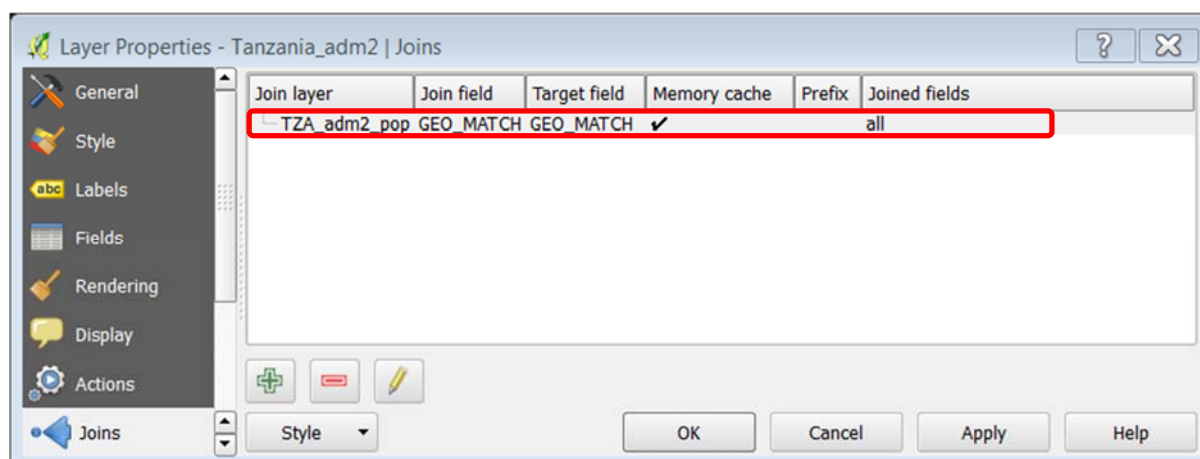 Layer Properties - Tanzania_adm2 | Joins
General
Style
abc Labels
Fields
Rendering
Display
Actions
Joins
Join layer Join field Target field Memory cache Prefix Joined fields
TZA_adm2_pop GEO_MATCH GEO_MATCH ✔ all
Style OK Cancel Apply Help